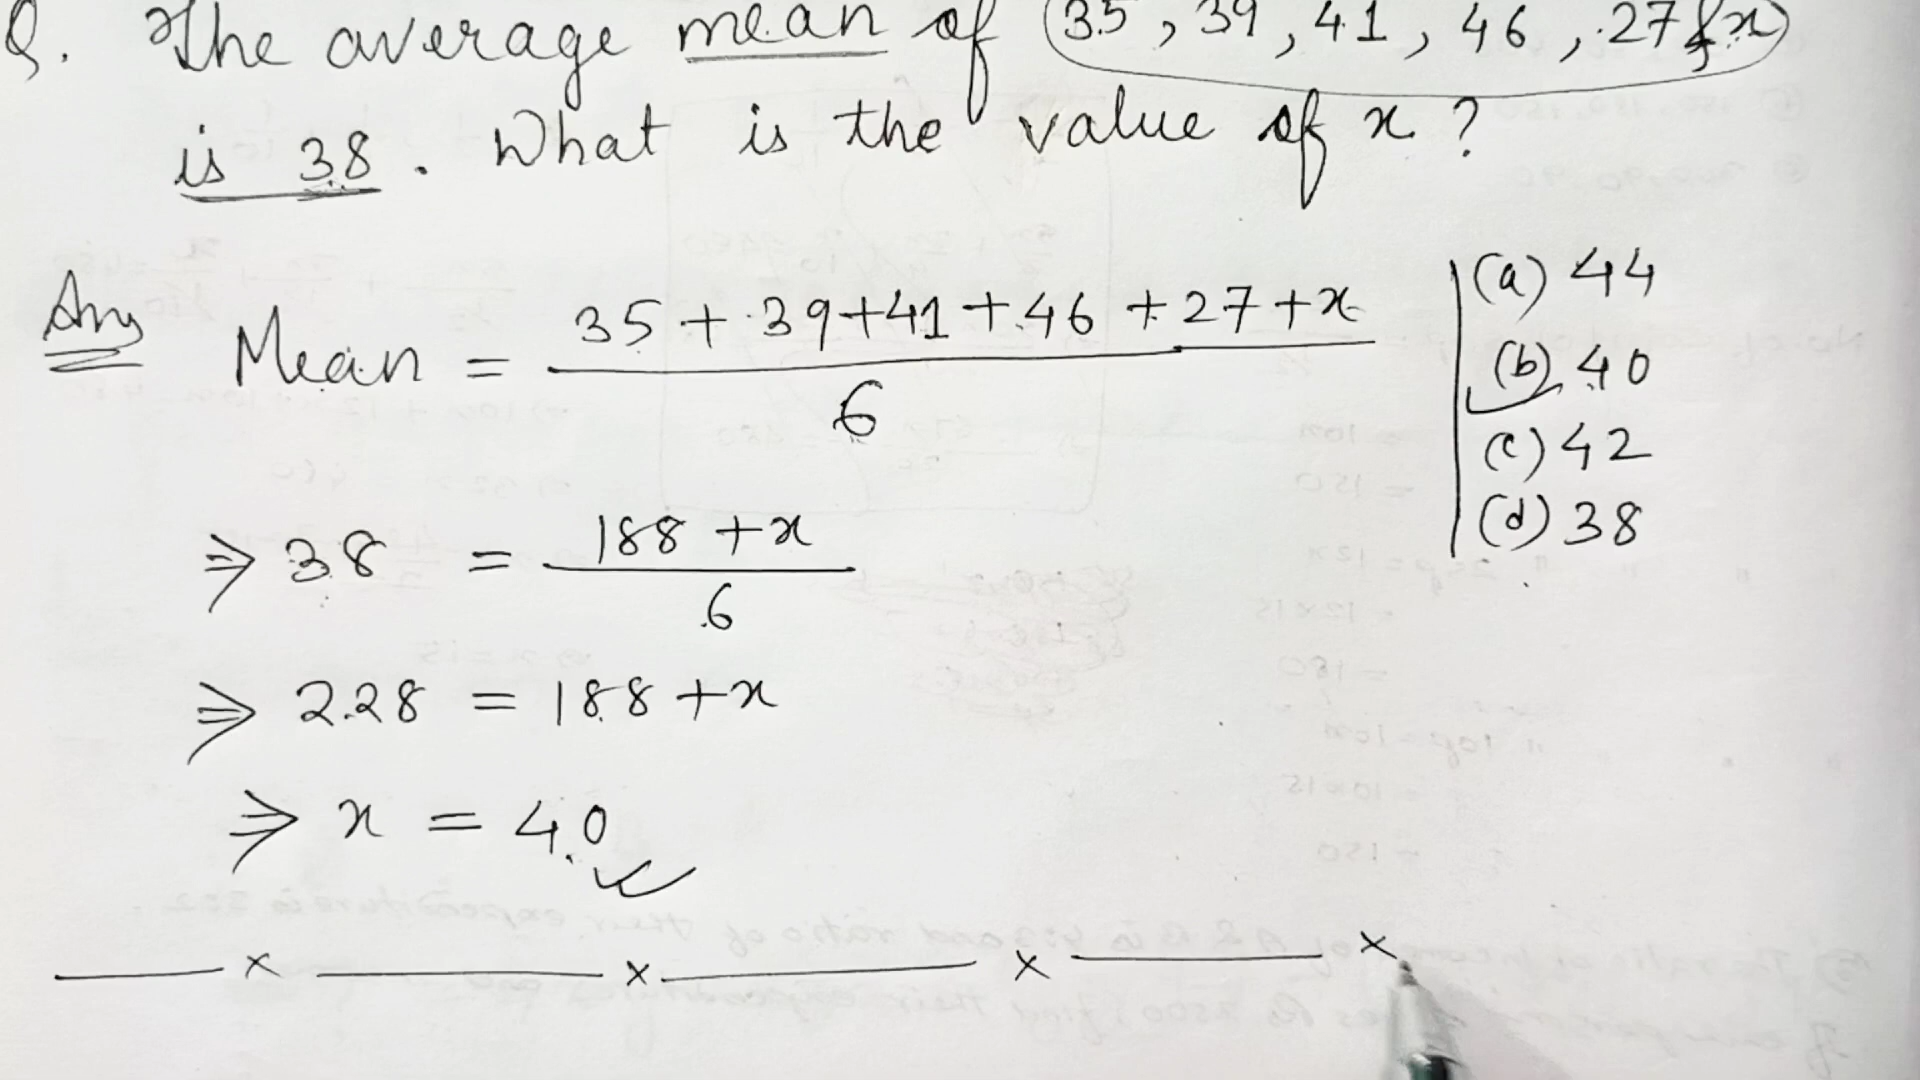 Q. The average mean of 35, 39, 41, 46, 27 & x
is 38. What is the value of x?
Ans Mean = 35 + 39 + 41 + 46 + 27 + x
6
⇒ 38 = 188 + x
6
⇒ 228 = 188 + x
⇒ x = 40
(a) 44
(b) 40
(c) 42
(d) 38